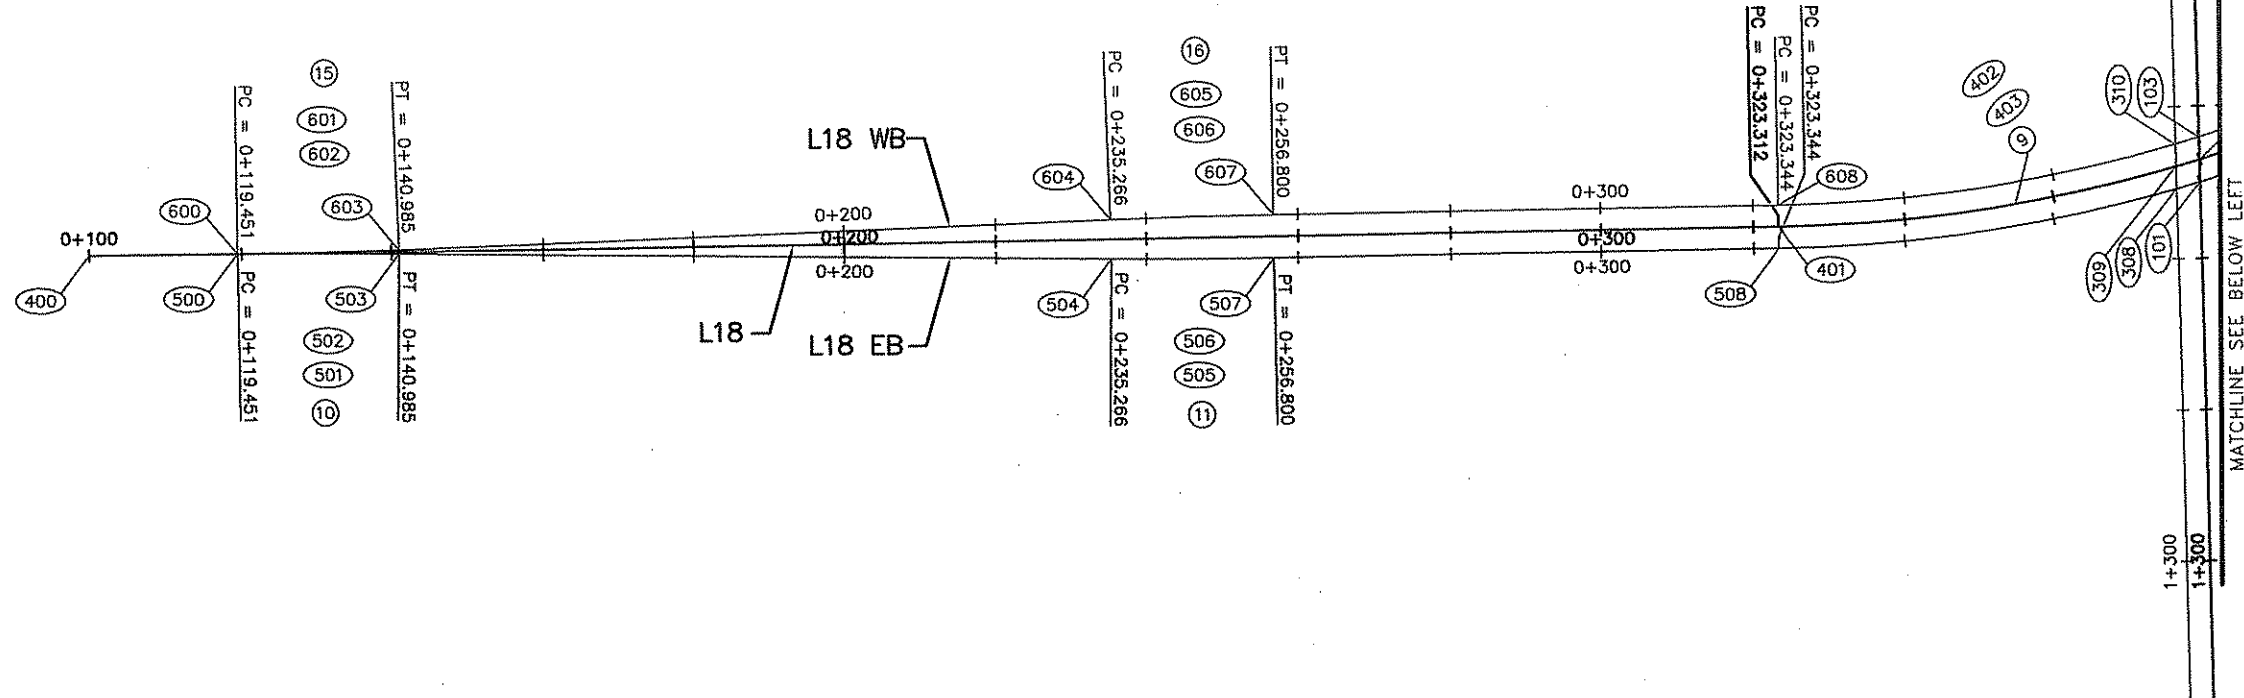 PC = 0+119.451
15
601
602
PT = 0+140.985
600
603
0+100
400
500
503
PC = 0+119.451
502
501
10
PT = 0+140.985
L18 WB
0+200
0+200
0+200
L18
L18 EB
PC = 0+235.266
16
605
606
PT = 0+256.800
604
607
504
507
PC = 0+235.266
506
505
11
PT = 0+256.800
0+300
0+300
0+300
PC = 0+323.312
PC = 0+323.344
PC = 0+323.344
608
401
508
402
403
9
310
103
309
308
101
1+300
1+300
MATCHLINE SEE BELOW LEFT